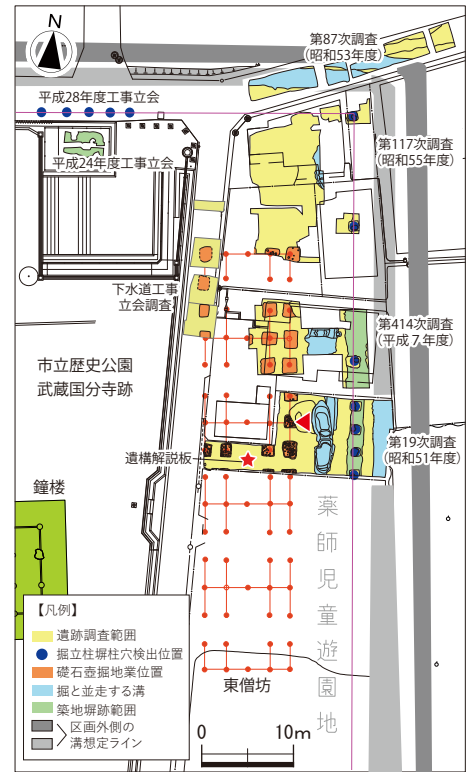 N
第87次調査
(昭和53年度)
平成28年度工事立会
平成24年度工事立会
第117次調査
(昭和55年度)
下水道工事
立会調査
第414次調査
(平成7年度)
市立歴史公園
武蔵国分寺跡
第19次調査
(昭和51年度)
遺構解説板
鐘楼
薬師児童遊園地
【凡例】
遺跡調査範囲
掘立柱塀柱穴検出位置
礎石壺掘地業位置
掘と並走する溝
築地塀跡範囲
区画外側の
溝想定ライン
東僧坊
0 10m